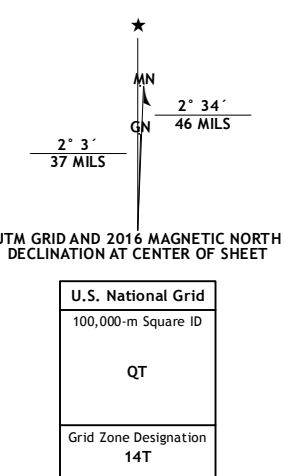 ★
MN
2° 34´
46 MILS
GN
2° 3´
37 MILS
UTM GRID AND 2016 MAGNETIC NORTH
DECLINATION AT CENTER OF SHEET
U.S. National Grid
100,000-m Square ID
QT
Grid Zone Designation
14T